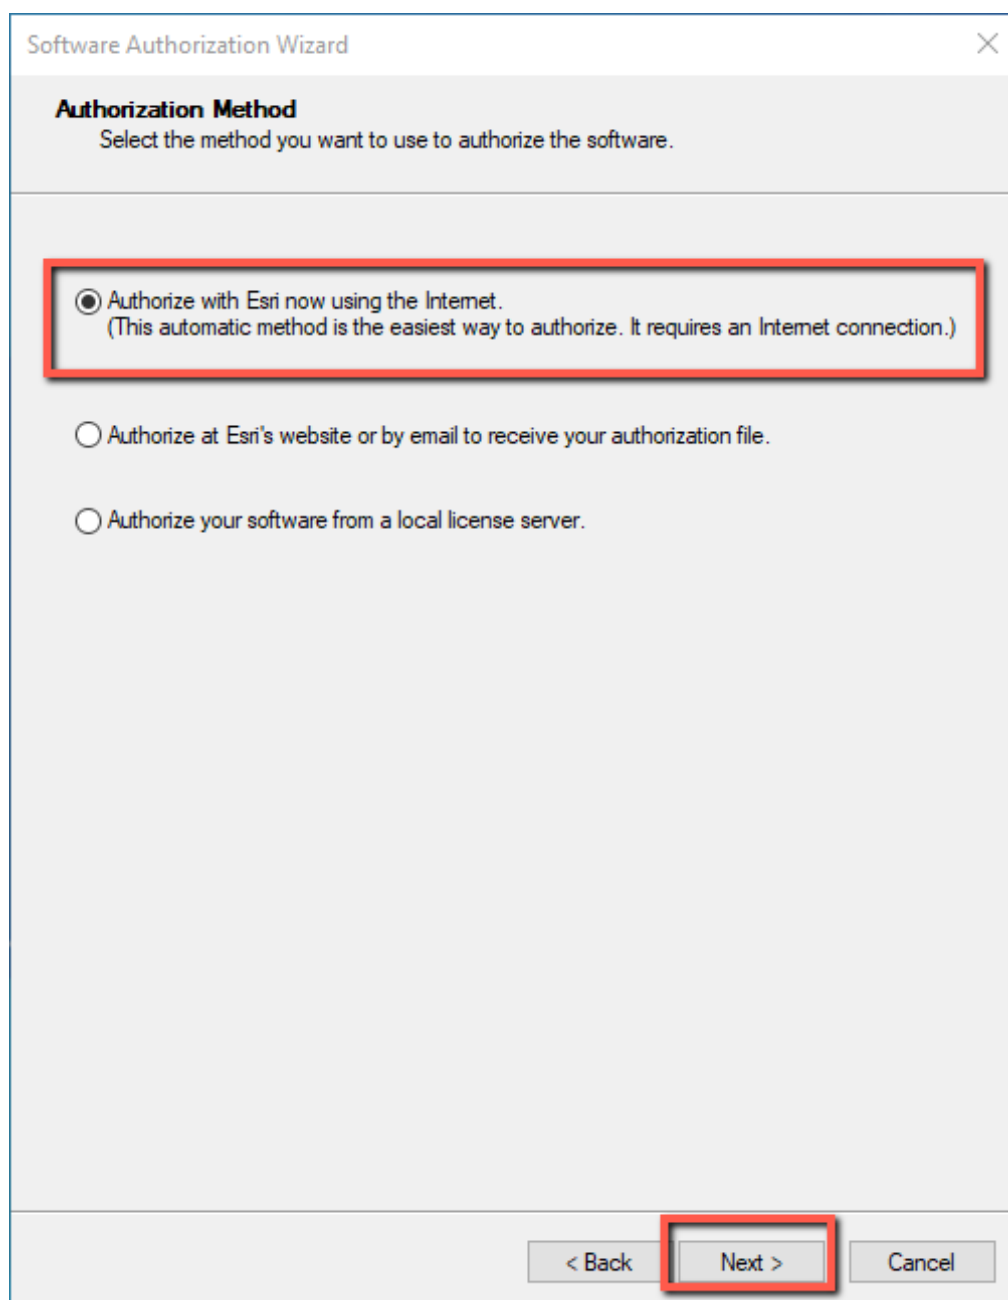 Software Authorization Wizard
Authorization Method
Select the method you want to use to authorize the software.
Authorize with Esri now using the Internet.
(This automatic method is the easiest way to authorize. It requires an Internet connection.)
Authorize at Esri's website or by email to receive your authorization file.
Authorize your software from a local license server.
< Back Next > Cancel